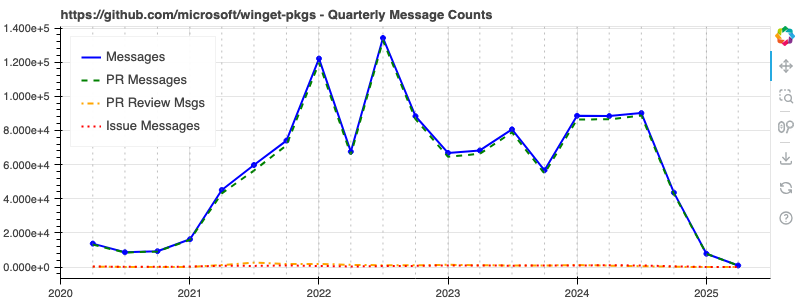 https://github.com/microsoft/winget-pkgs - Quarterly Message Counts
1.400e+5
1.200e+5
1.000e+5
8.000e+4
6.000e+4
4.000e+4
2.000e+4
0.000e+0
Messages
PR Messages
PR Review Msgs
Issue Messages
2020
2021
2022
2023
2024
2025